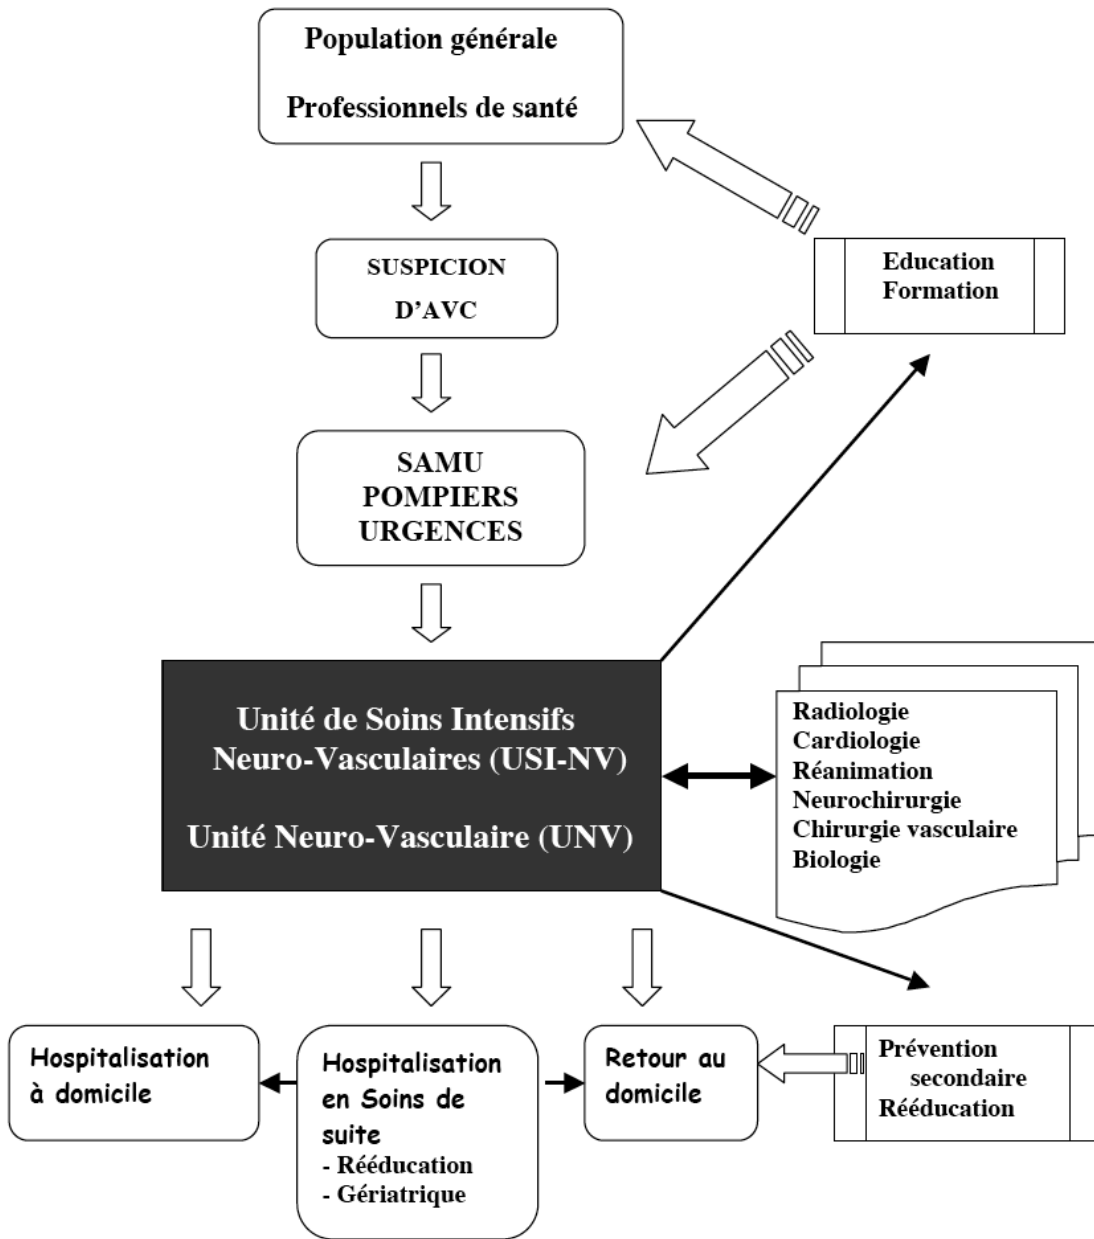 Population générale
Professionnels de santé
SUSPICION
D'AVC
Education
Formation
SAMU
POMPIERS
URGENCES
Unité de Soins Intensifs
Neuro-Vasculaires (USI-NV)
Unité Neuro-Vasculaire (UNV)
Radiologie
Cardiologie
Réanimation
Neurochirurgie
Chirurgie vasculaire
Biologie
Hospitalisation
à domicile
Hospitalisation
en Soins de
suite
- Rééducation
- Gériatrique
Retour au
domicile
Prévention
secondaire
Rééducation